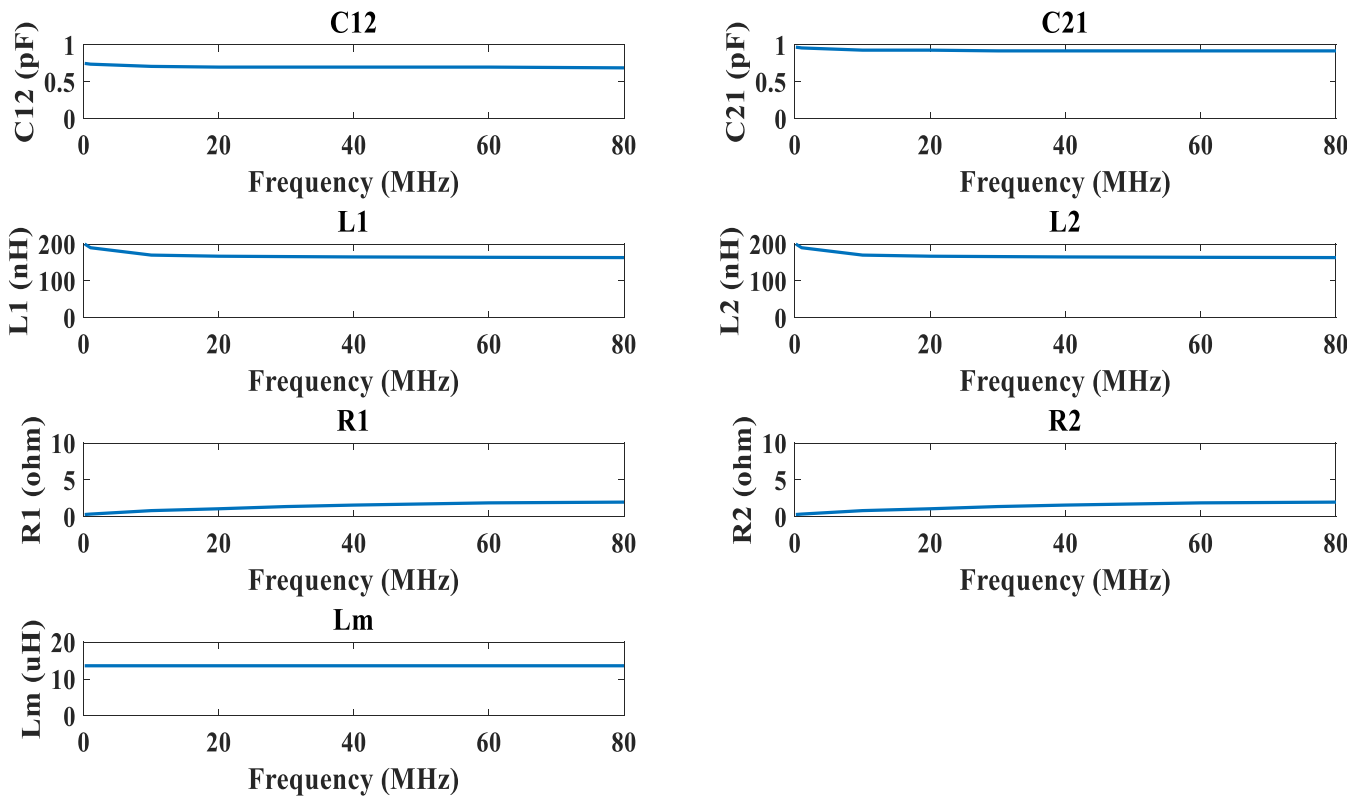 C12
C12 (pF)
1
0.5
0
0 20 40 60 80
Frequency (MHz)
C21
C21 (pF)
1
0.5
0
0 20 40 60 80
Frequency (MHz)
L1
L1 (nH)
200
100
0
0 20 40 60 80
Frequency (MHz)
L2
L2 (nH)
200
100
0
0 20 40 60 80
Frequency (MHz)
R1
R1 (ohm)
10
5
0
0 20 40 60 80
Frequency (MHz)
R2
R2 (ohm)
10
5
0
0 20 40 60 80
Frequency (MHz)
Lm
Lm (uH)
20
10
0
0 20 40 60 80
Frequency (MHz)